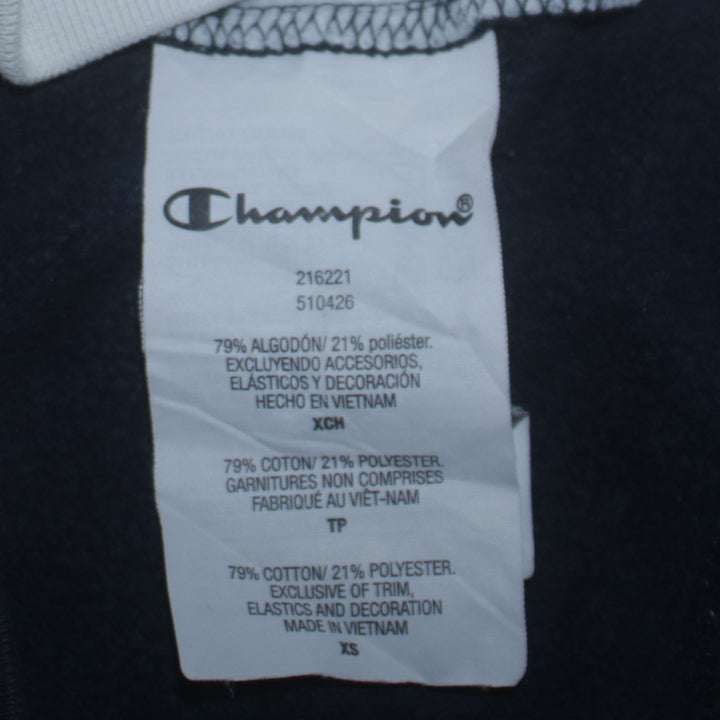 Champion®
216221
510426
79% ALGODÓN/ 21% poliéster.
EXCLUYENDO ACCESORIOS,
ELÁSTICOS Y DECORACIÓN
HECHO EN VIETNAM
XCH
79% COTON/ 21% POLYESTER.
GARNITURES NON COMPRISES
FABRIQUÉ AU VIÊT-NAM
TP
79% COTTON/ 21% POLYESTER.
EXCLUSIVE OF TRIM,
ELASTICS AND DECORATION
MADE IN VIETNAM
XS